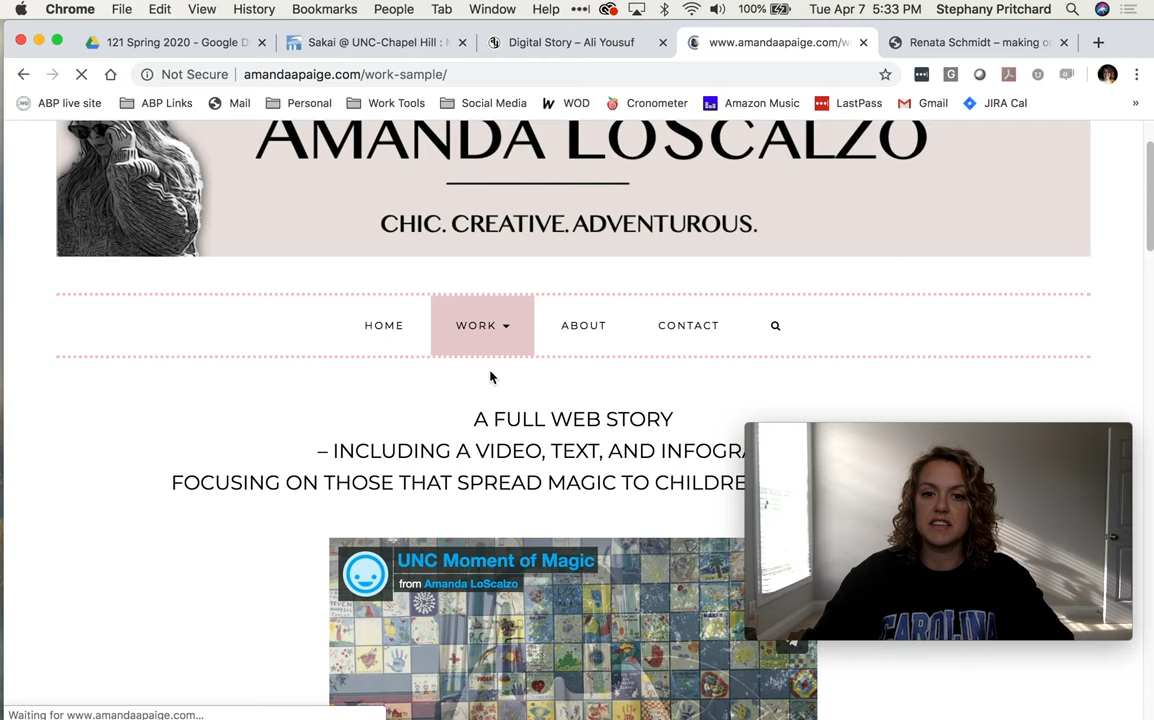 Chrome File Edit View History Bookmarks People Tab Window Help 100% Tue Apr 7 5:33 PM Stephany Pritchard
121 Spring 2020 - Google D Sakai @ UNC-Chapel Hill : M Digital Story – Ali Yousuf www.amandaapaige.com/w Renata Schmidt – making o
Not Secure amandaapaige.com/work-sample/
ABP live site ABP Links Mail Personal Work Tools Social Media WOD Cronometer Amazon Music LastPass Gmail JIRA Cal »
AMANDA LOSCALZO
CHIC. CREATIVE. ADVENTUROUS.
HOME WORK ABOUT CONTACT
A FULL WEB STORY
– INCLUDING A VIDEO, TEXT, AND INFOGRA
FOCUSING ON THOSE THAT SPREAD MAGIC TO CHILDRE
UNC Moment of Magic
from Amanda LoScalzo
CAROLINA
Waiting for www.amandaapaige.com...